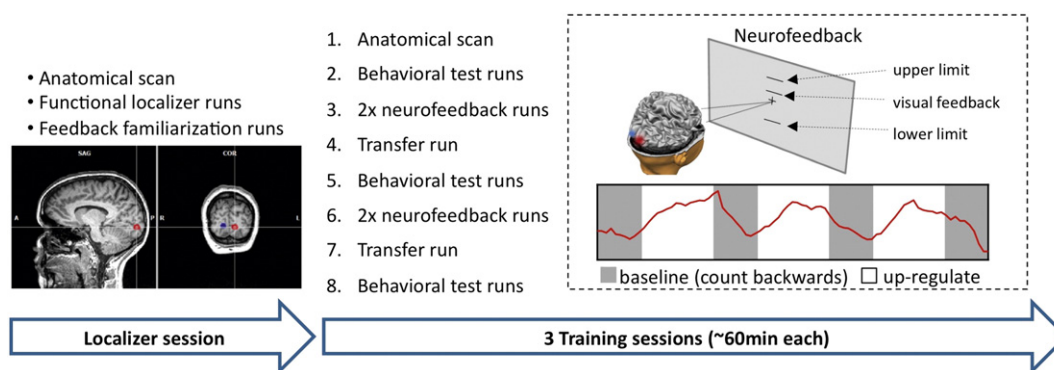 • Anatomical scan
• Functional localizer runs
• Feedback familiarization runs
SAG
COR
A
P
R
L
1. Anatomical scan
2. Behavioral test runs
3. 2x neurofeedback runs
4. Transfer run
5. Behavioral test runs
6. 2x neurofeedback runs
7. Transfer run
8. Behavioral test runs
Neurofeedback
upper limit
visual feedback
lower limit
baseline (count backwards)
up-regulate
Localizer session
3 Training sessions (~60min each)